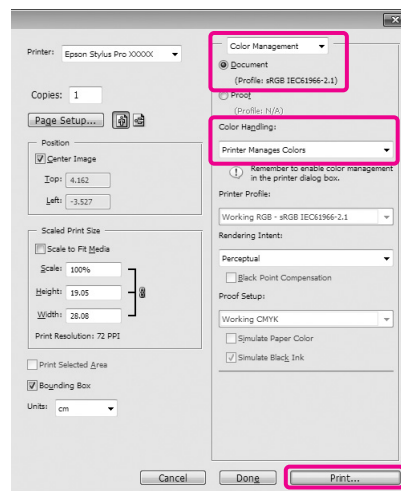 Printer: Epson Stylus Pro XXXXX
Copies: 1
Page Setup...
Position
Center Image
Top: 4.162
Left: -3.527
Scaled Print Size
Scale to Fit Media
Scale: 100%
Height: 19.05
Width: 28.08
Print Resolution: 72 PPI
Print Selected Area
Bounding Box
Units: cm
Color Management
Document
(Profile: sRGB IEC61966-2.1)
Proof
(Profile: N/A)
Color Handling:
Printer Manages Colors
Remember to enable color management
in the printer dialog box.
Printer Profile:
Working RGB - sRGB IEC61966-2.1
Rendering Intent:
Perceptual
Black Point Compensation
Proof Setup:
Working CMYK
Simulate Paper Color
Simulate Black Ink
Cancel
Done
Print...